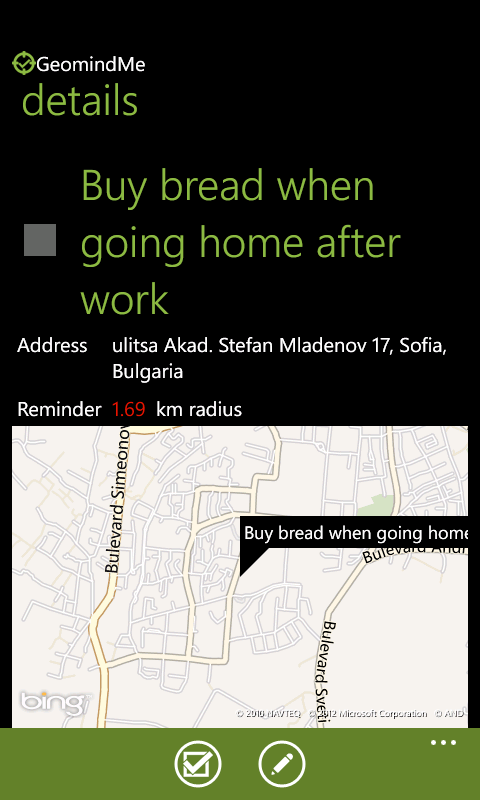 GeomindMe
details
Buy bread when
going home after
work
Address ulitsa Akad. Stefan Mladenov 17, Sofia,
Bulgaria
Reminder 1.69 km radius
Bulevard Simeonov
Buy bread when going home
Bulevard Andr
Bulevard Sveti
bing
© 2010 NAVTEQ © 2012 Microsoft Corporation © AND